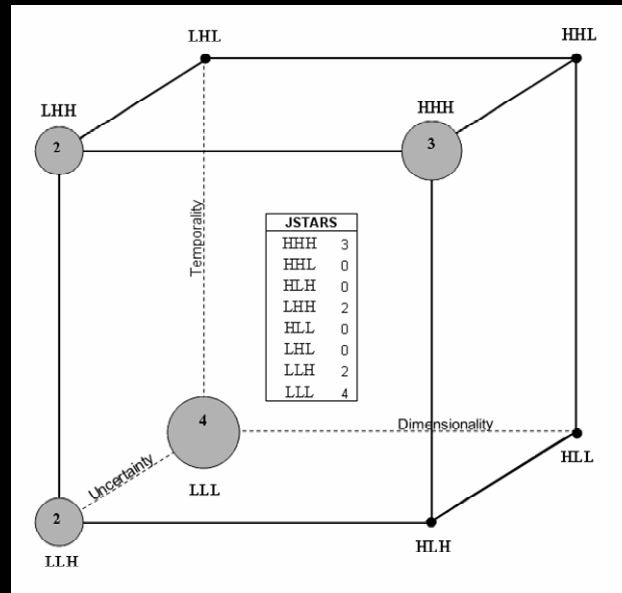 LHL
HHL
LHH
HHH
2
3
Temporality
JSTARS
HHH 3
HHL 0
HLH 0
LHH 2
HLL 0
LHL 0
LLH 2
LLL 4
4
Dimensionality
HLL
Uncertainty
LLL
2
LLH
HLH